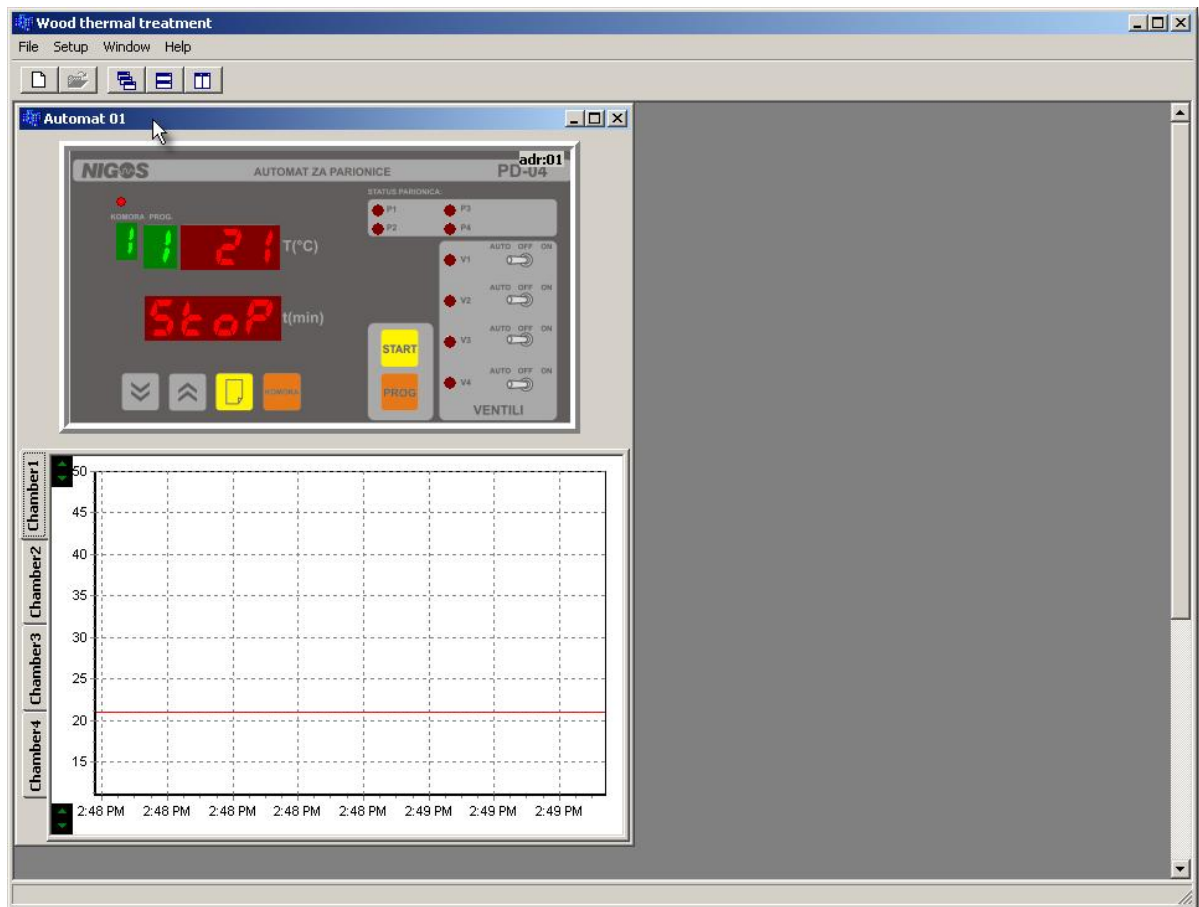 Wood thermal treatment
File Setup Window Help
Automat 01
adr:01
NIGOS AUTOMAT ZA PARIONICE PD-04
STATUS PARIONICA:
P1 P3
P2 P4
KOMORA PROG.
1 1 21 T(°C)
StoP t(min)
AUTO OFF ON
V1
AUTO OFF ON
V2
AUTO OFF ON
V3
AUTO OFF ON
V4
VENTILI
START
PROG
KOMORA
Chamber1
Chamber2
Chamber3
Chamber4
50
45
40
35
30
25
20
15
2:48 PM 2:48 PM 2:48 PM 2:48 PM 2:48 PM 2:49 PM 2:49 PM 2:49 PM